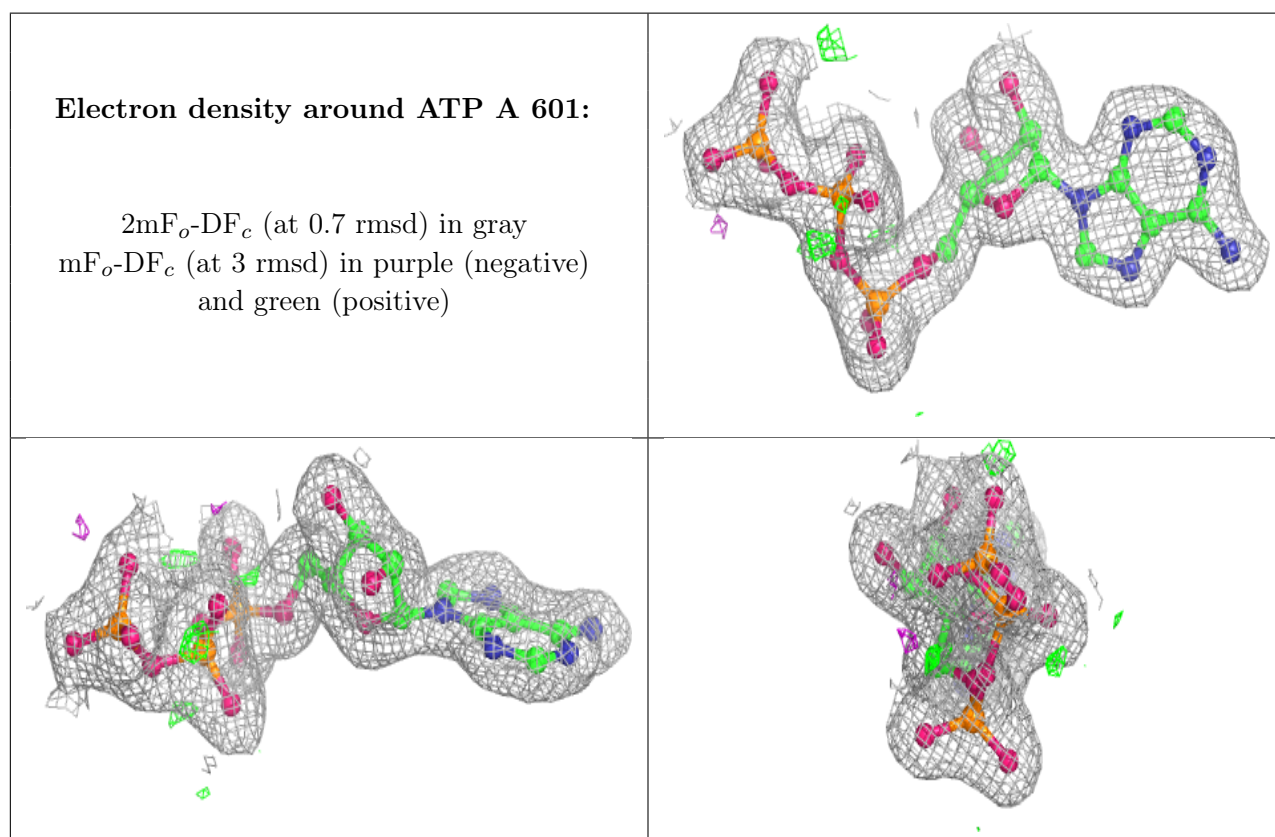 Electron density around ATP A 601:
2mFo-DFc (at 0.7 rmsd) in gray
mFo-DFc (at 3 rmsd) in purple (negative)
and green (positive)